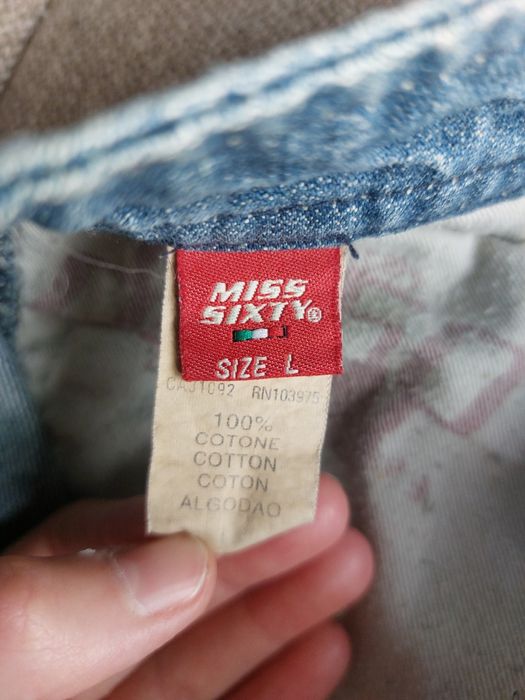 MISS
SIXTY®
SIZE L
CA31092 RN103975
100%
COTONE
COTTON
COTON
ALGODAO